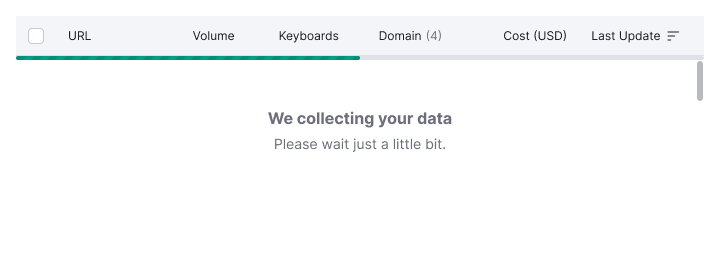 URL Volume Keyboards Domain (4) Cost (USD) Last Update
We collecting your data
Please wait just a little bit.